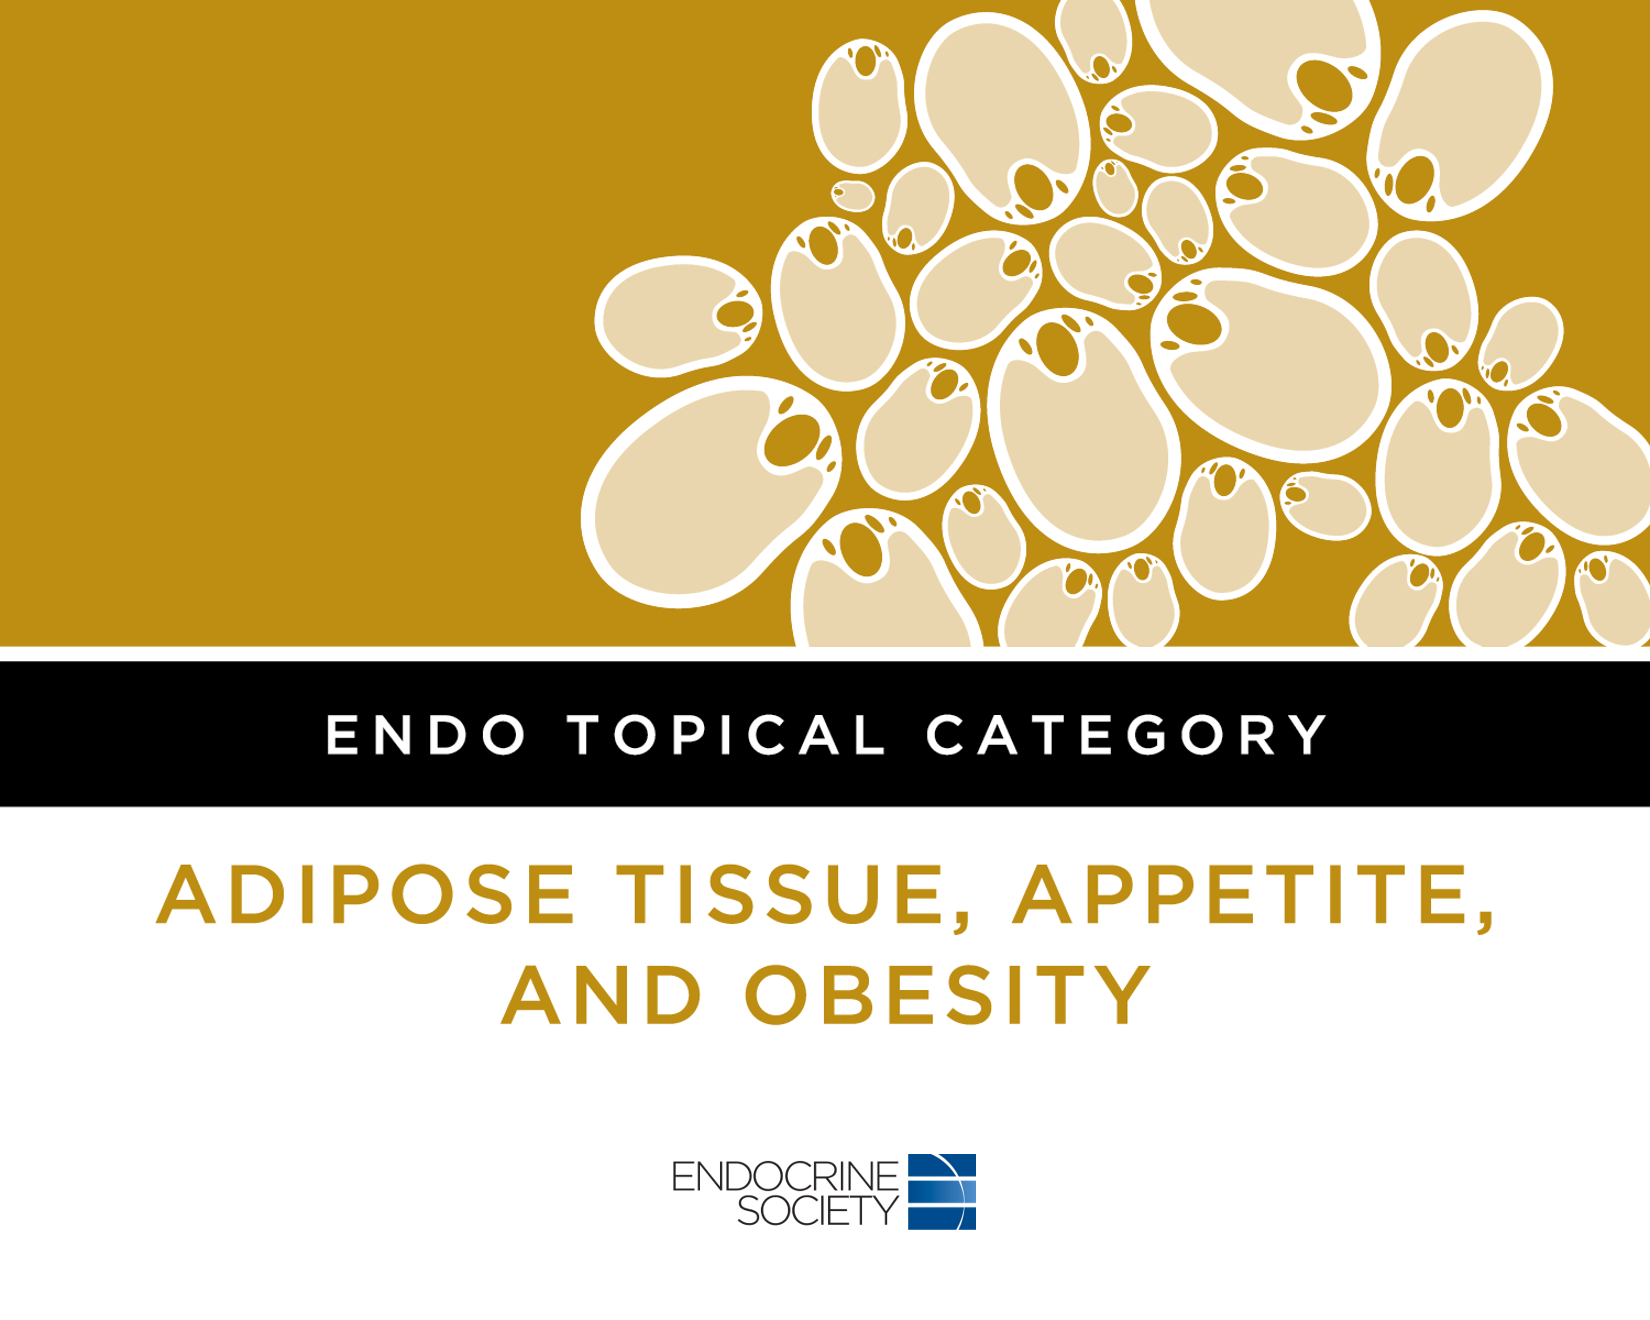 ENDO TOPICAL CATEGORY
ADIPOSE TISSUE, APPETITE,
AND OBESITY
ENDOCRINE
SOCIETY